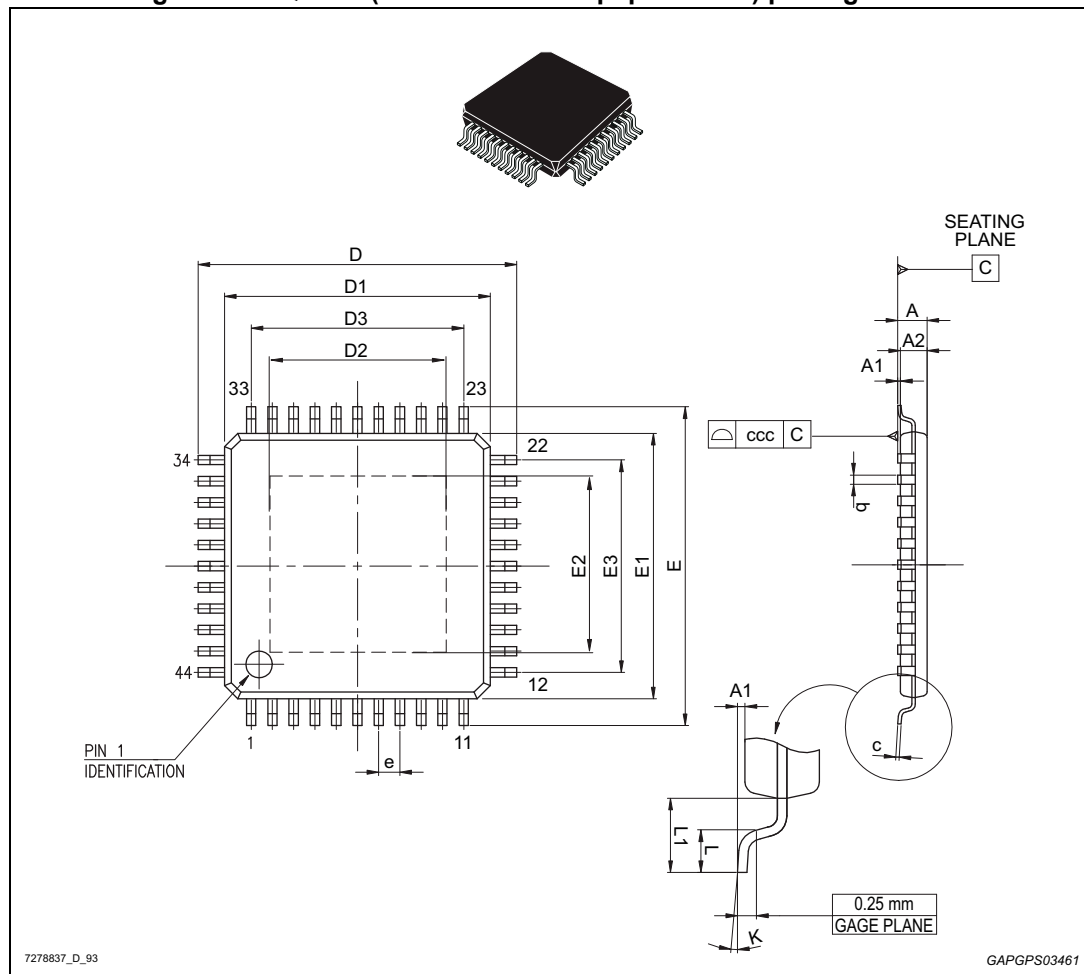 SEATING
PLANE
C
D
D1
D3
D2
A
A2
A1
33
23
ccc C
34
22
b
E2
E3
E1
E
44
12
A1
PIN 1
IDENTIFICATION
1
11
e
c
L1
L
0.25 mm
GAGE PLANE
K
7278837_D_93
GAPGPS03461